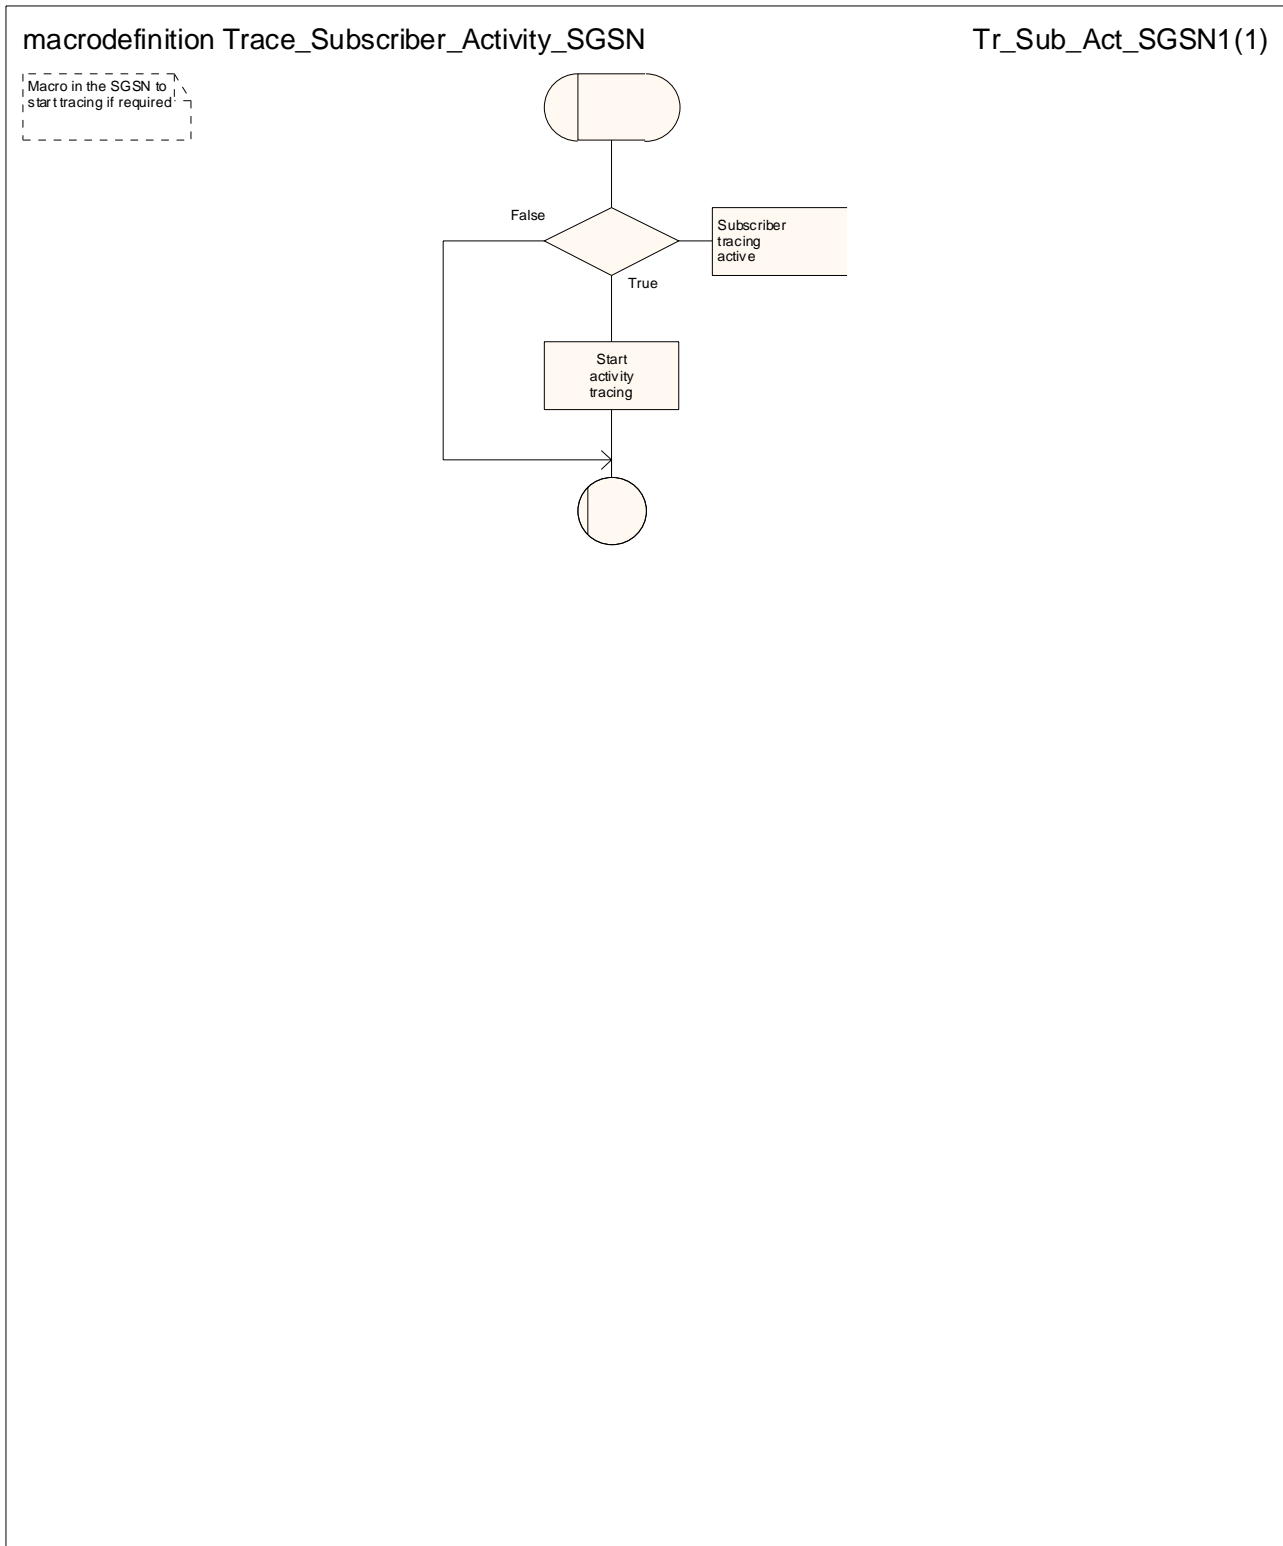 macrodefinition Trace_Subscriber_Activity_SGSN
Tr_Sub_Act_SGSN1(1)
Macro in the SGSN to
start tracing if required
False
Subscriber
tracing
active
True
Start
activity
tracing